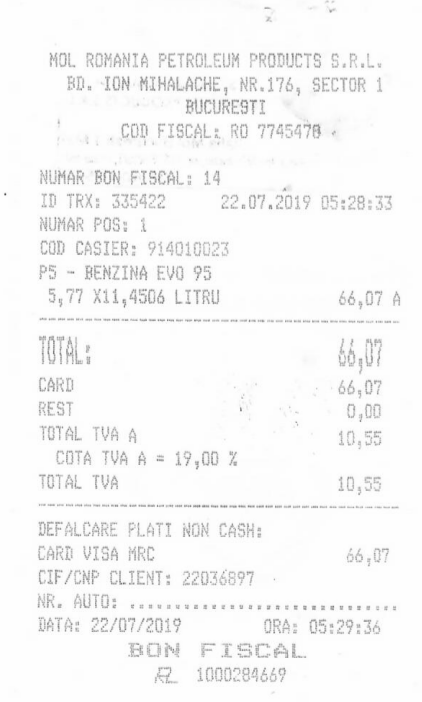 MOL ROMANIA PETROLEUM PRODUCTS S.R.L.
BD. ION MIHALACHE, NR.176, SECTOR 1
BUCURESTI
COD FISCAL: RO 7745478
NUMAR BON FISCAL: 14
ID TRX: 335422 22.07.2019 05:28:33
NUMAR POS: 1
COD CASIER: 914010023
P5 - BENZINA EVO 95
5,77 X11,4506 LITRU 66,07 A
TOTAL: 66,07
CARD 66,07
REST 0,00
TOTAL TVA A 10,55
COTA TVA A = 19,00 %
TOTAL TVA 10,55
DEFALCARE PLATI NON CASH:
CARD VISA MRC 66,07
CIF/CNP CLIENT: 22036897
NR. AUTO: .................................
DATA: 22/07/2019 ORA: 05:29:36
BON FISCAL
1000284669